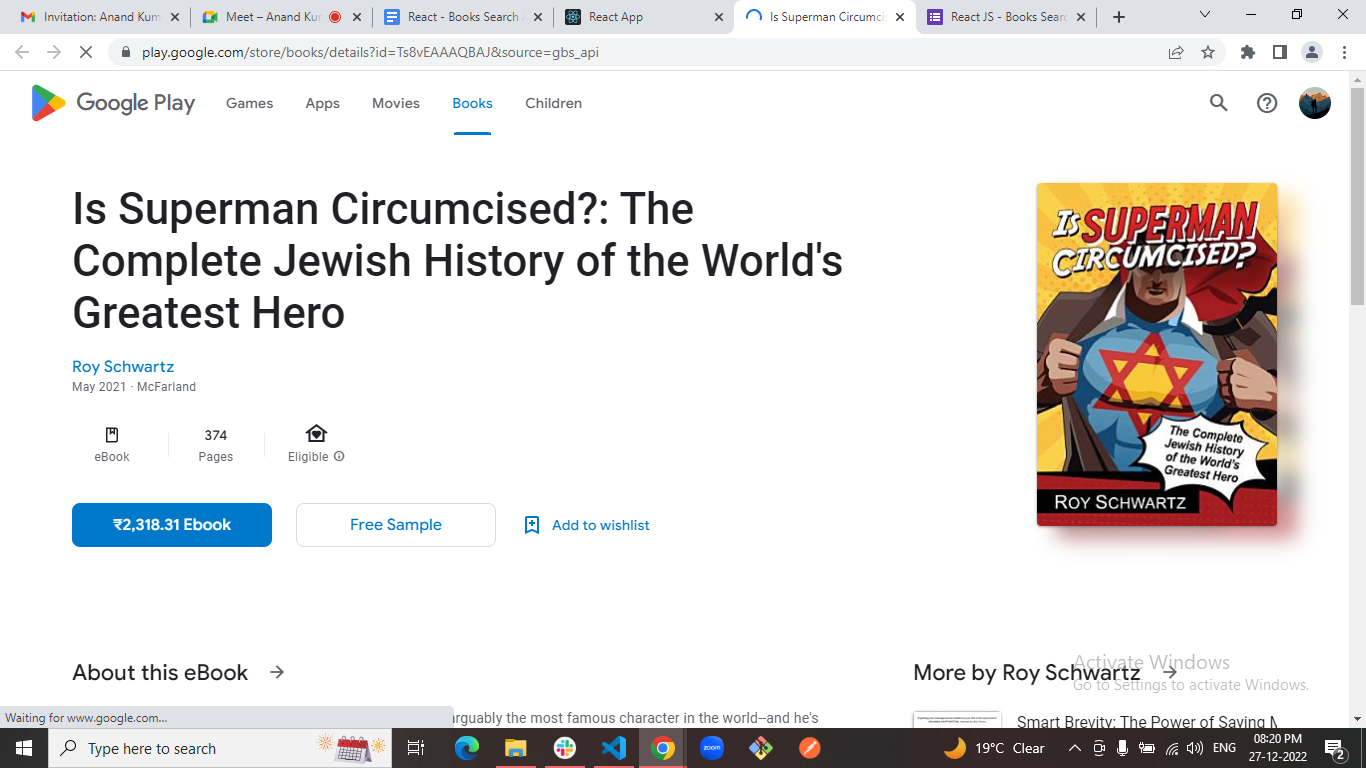 Invitation: Anand Kum
Meet – Anand Kur
React - Books Search A
React App
Is Superman Circumcis
React JS - Books Searc
play.google.com/store/books/details?id=Ts8vEAAAQBAJ&source=gbs_api
Google Play
Games
Apps
Movies
Books
Children
Is Superman Circumcised?: The
Complete Jewish History of the World's
Greatest Hero
Roy Schwartz
May 2021 · McFarland
374
eBook
Pages
Eligible
₹2,318.31 Ebook
Free Sample
Add to wishlist
Is SUPERMAN
CIRCUMCISED?
The Complete
Jewish History
of the World's
Greatest Hero
ROY SCHWARTZ
About this eBook
More by Roy Schwartz
Activate Windows
Go to Settings to activate Windows.
Waiting for www.google.com...
arguably the most famous character in the world--and he's
Smart Brevity: The Power of Saying M
Type here to search
zoom
19°C Clear
ENG
08:20 PM
27-12-2022
2